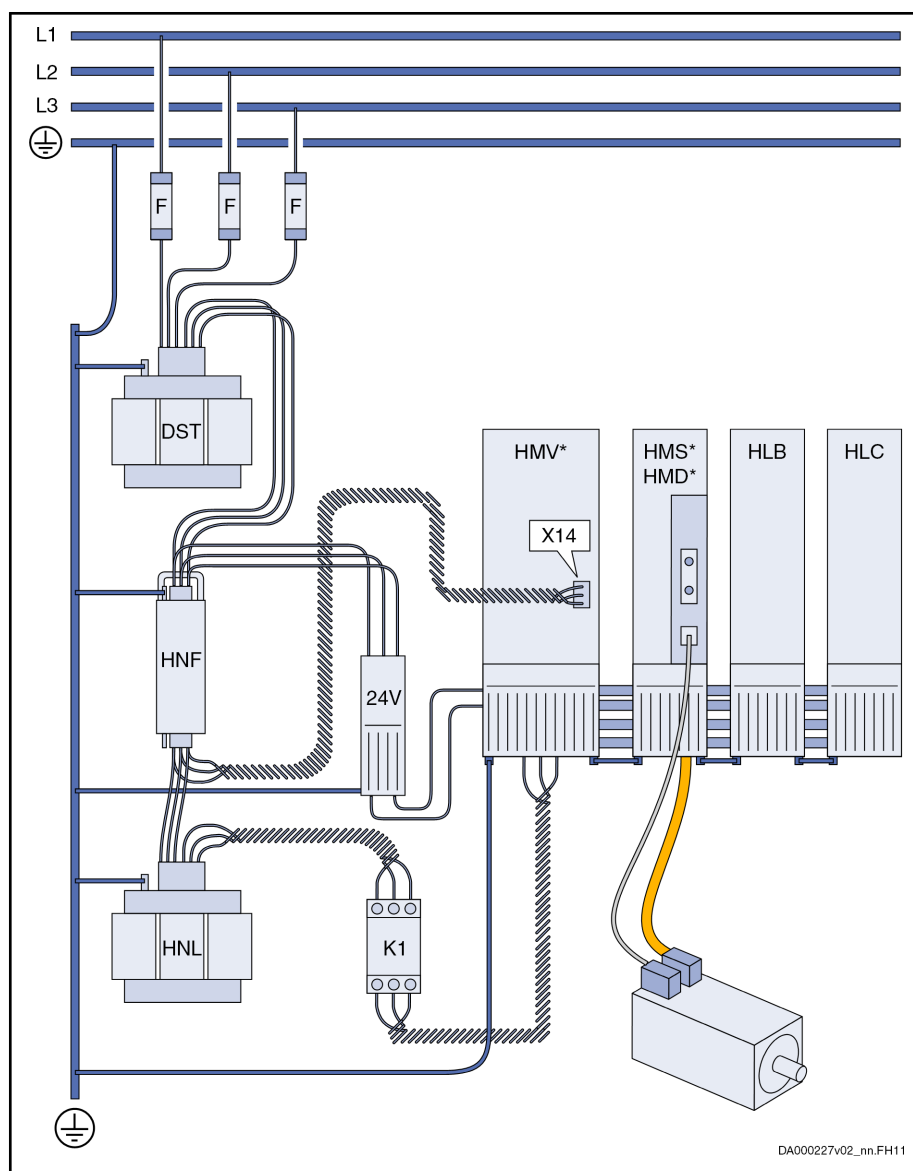 L1
L2
L3
F F F
DST
HMV*
HMS*
HMD*
HLB
HLC
X14
HNF
24V
HNL
K1
DA000227v02_nn.FH11